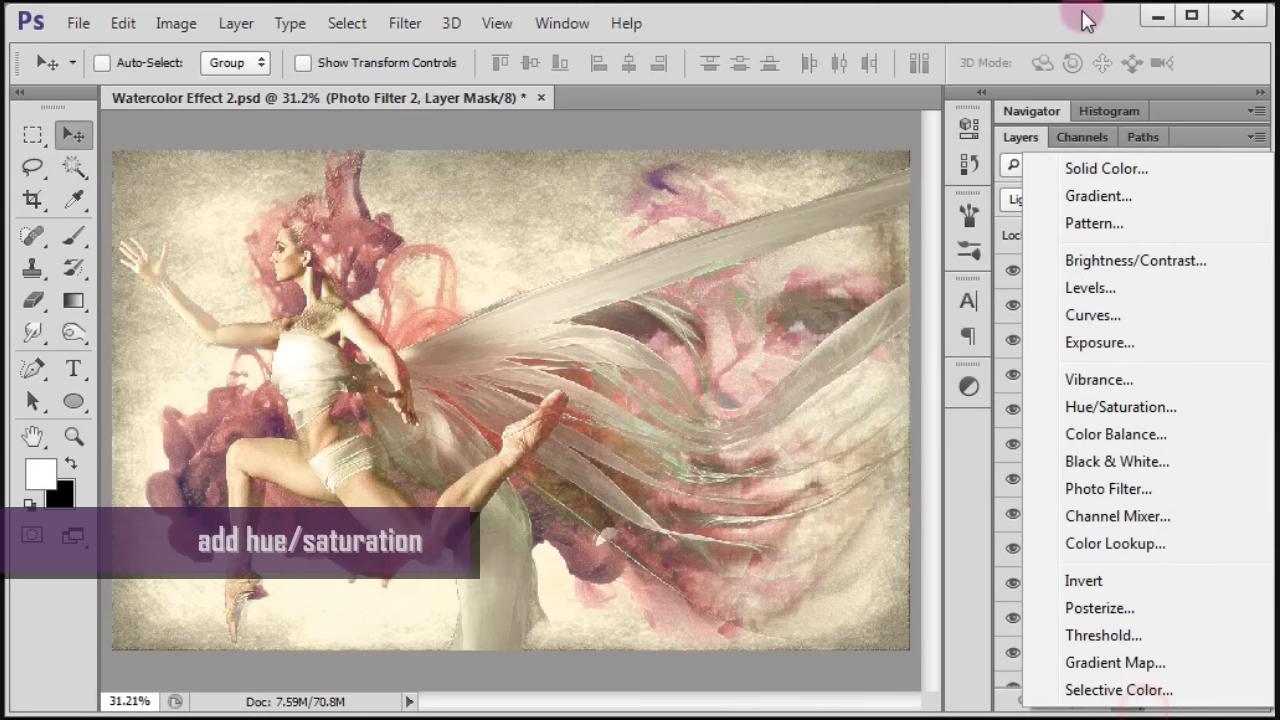 Ps File Edit Image Layer Type Select Filter 3D View Window Help
Auto-Select: Group Show Transform Controls 3D Mode:
Watercolor Effect 2.psd @ 31.2% (Photo Filter 2, Layer Mask/8) *
Navigator Histogram
Layers Channels Paths
Solid Color...
Gradient...
Pattern...
Brightness/Contrast...
Levels...
Curves...
Exposure...
Vibrance...
Hue/Saturation...
Color Balance...
Black & White...
Photo Filter...
Channel Mixer...
Color Lookup...
Invert
Posterize...
Threshold...
Gradient Map...
Selective Color...
add hue/saturation
31.21% Doc: 7.59M/70.8M